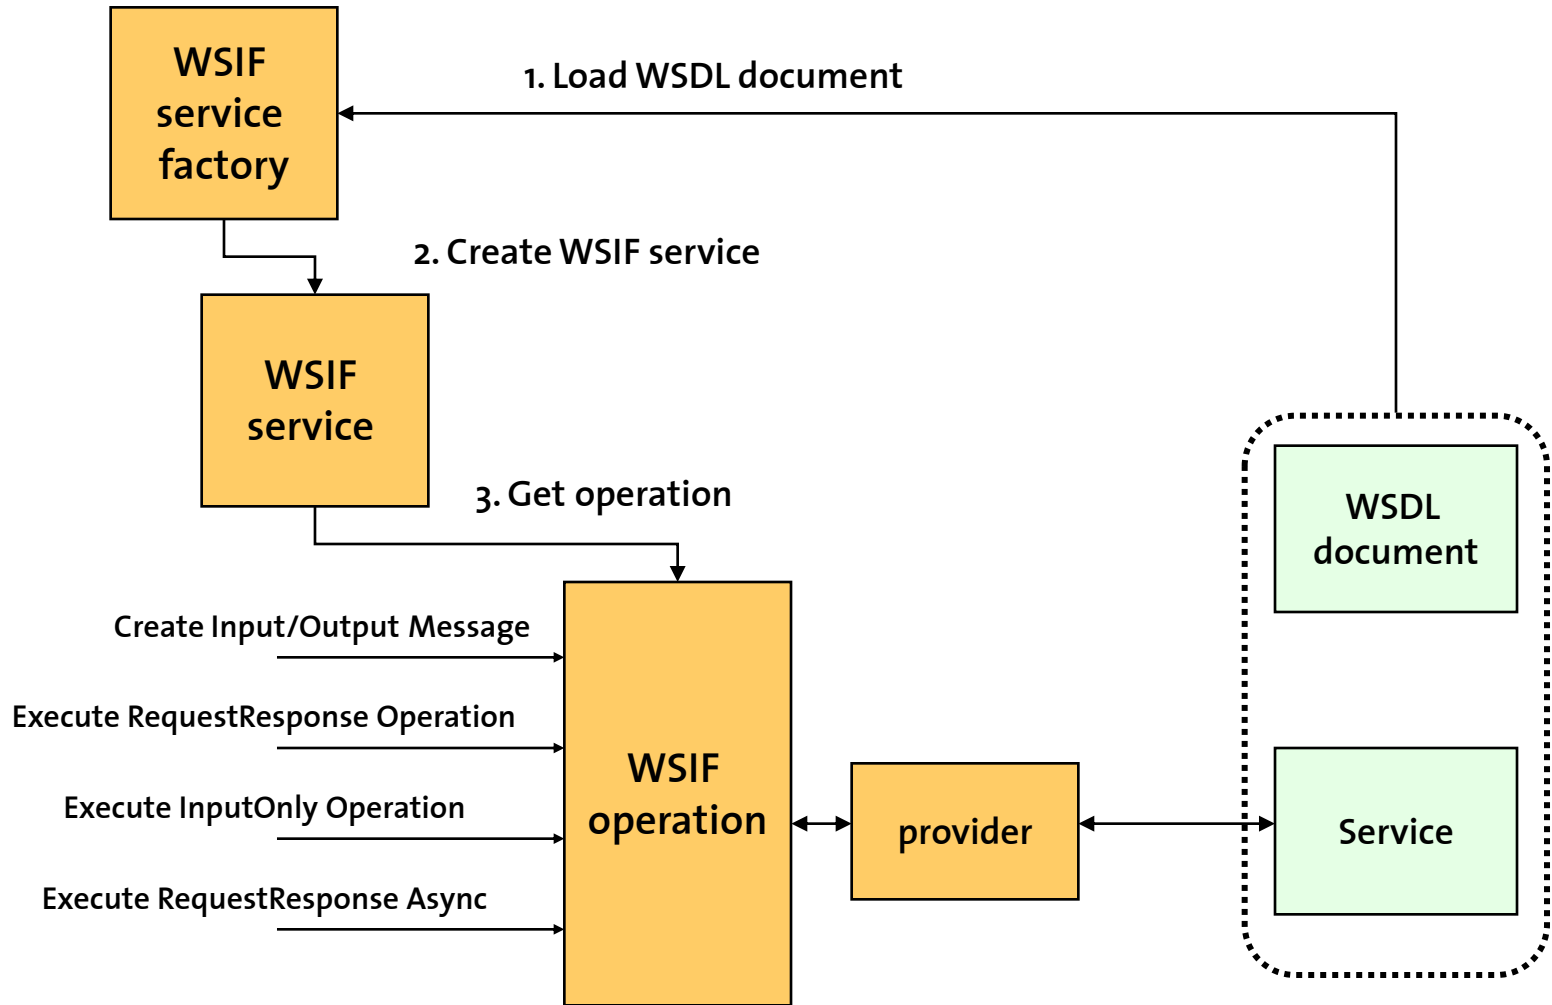 WSIF
service
factory
1. Load WSDL document
2. Create WSIF service
WSIF
service
3. Get operation
WSDL
document
Create Input/Output Message
Execute RequestResponse Operation
Execute InputOnly Operation
Execute RequestResponse Async
WSIF
operation
provider
Service